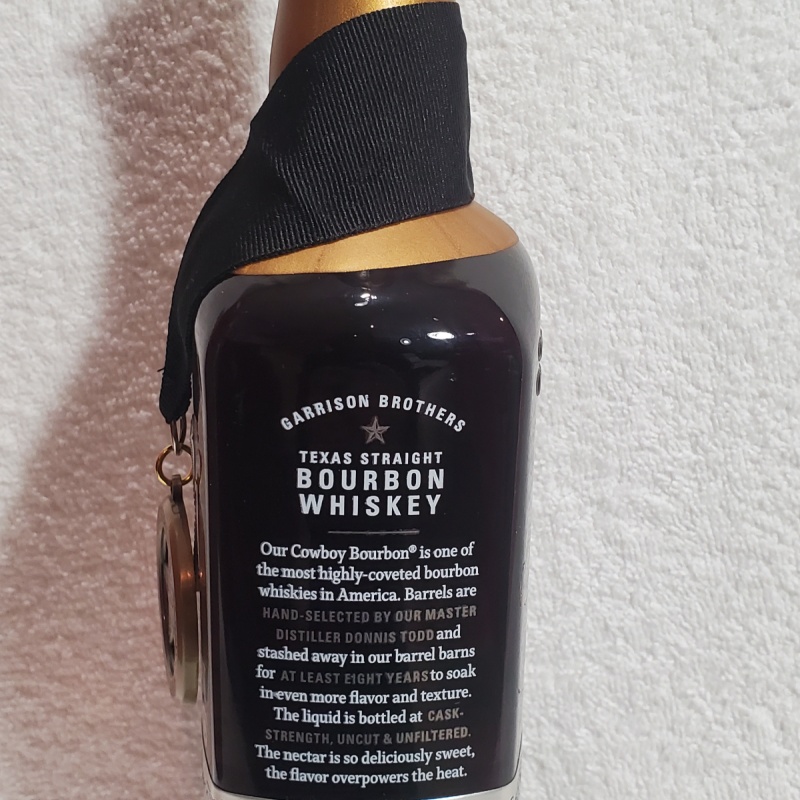 GARRISON BROTHERS
TEXAS STRAIGHT
BOURBON
WHISKEY
Our Cowboy Bourbon® is one of
the most highly-coveted bourbon
whiskies in America. Barrels are
HAND-SELECTED BY OUR MASTER
DISTILLER DONNIS TODD and
stashed away in our barrel barns
for AT LEAST EIGHT YEARS to soak
in even more flavor and texture.
The liquid is bottled at CASK-
STRENGTH, UNCUT & UNFILTERED.
The nectar is so deliciously sweet,
the flavor overpowers the heat.